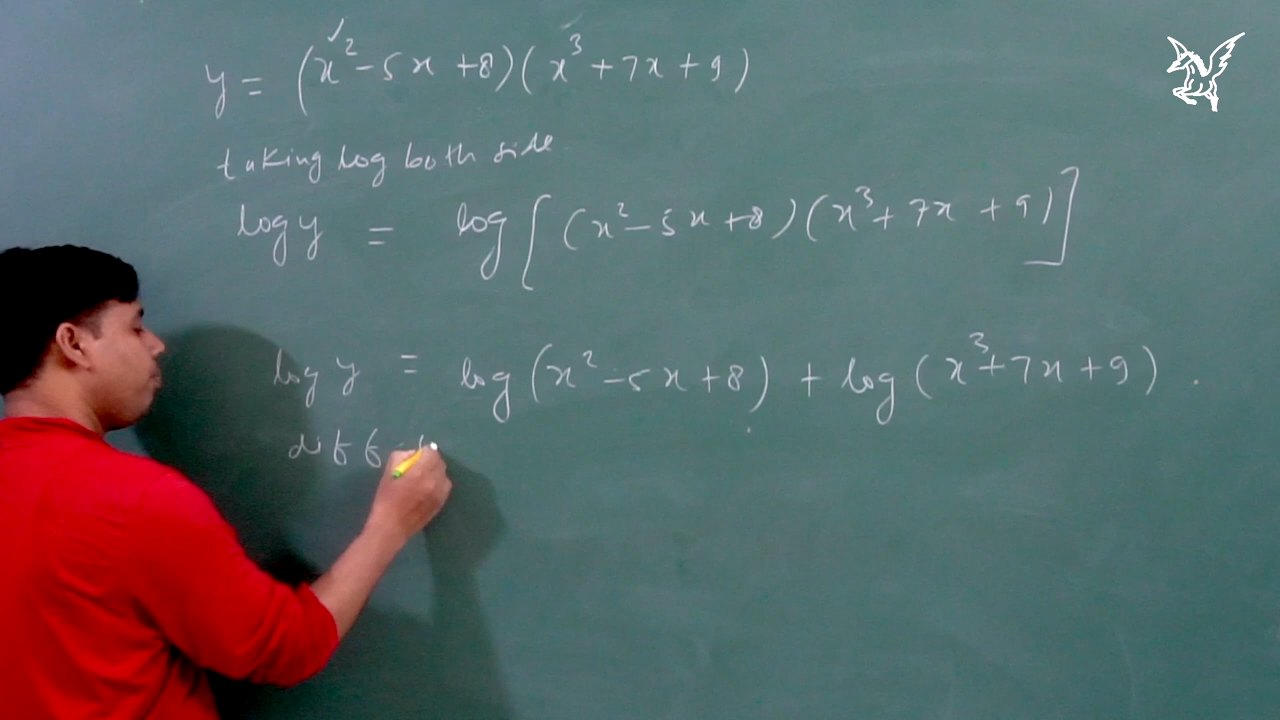 y = (x² - 5x + 8)(x³ + 7x + 9)
taking log both side
log y = log[(x² - 5x + 8)(x³ + 7x + 9)]
log y = log(x² - 5x + 8) + log(x³ + 7x + 9).
diff